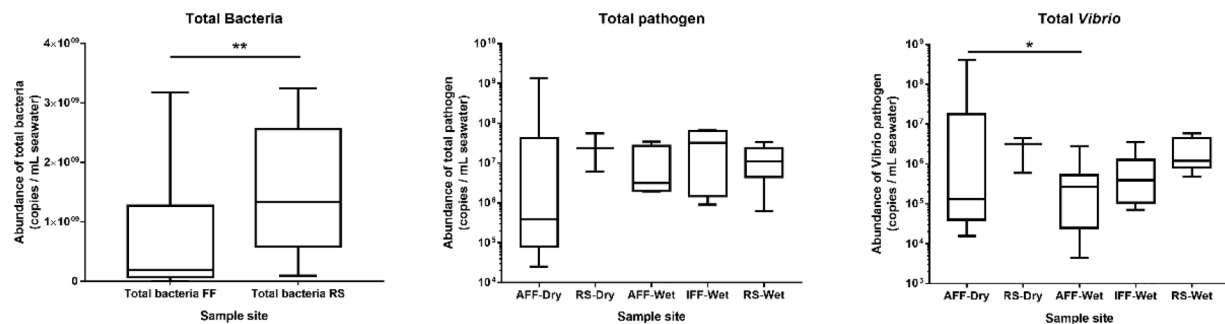 Total Bacteria
**
4×10⁰⁹
3×10⁰⁹
2×10⁰⁹
1×10⁰⁹
0
Abundance of total bacteria
(copies / mL seawater)
Total bacteria FF Total bacteria RS
Sample site
Total pathogen
10¹⁰
10⁹
10⁸
10⁷
10⁶
10⁵
10⁴
Abundance of total pathogen
(copies / mL seawater)
AFF-Dry RS-Dry AFF-Wet IFF-Wet RS-Wet
Sample site
Total Vibrio
*
10⁹
10⁸
10⁷
10⁶
10⁵
10⁴
10³
Abundance of Vibrio pathogen
(copies / mL seawater)
AFF-Dry RS-Dry AFF-Wet IFF-Wet RS-Wet
Sample site